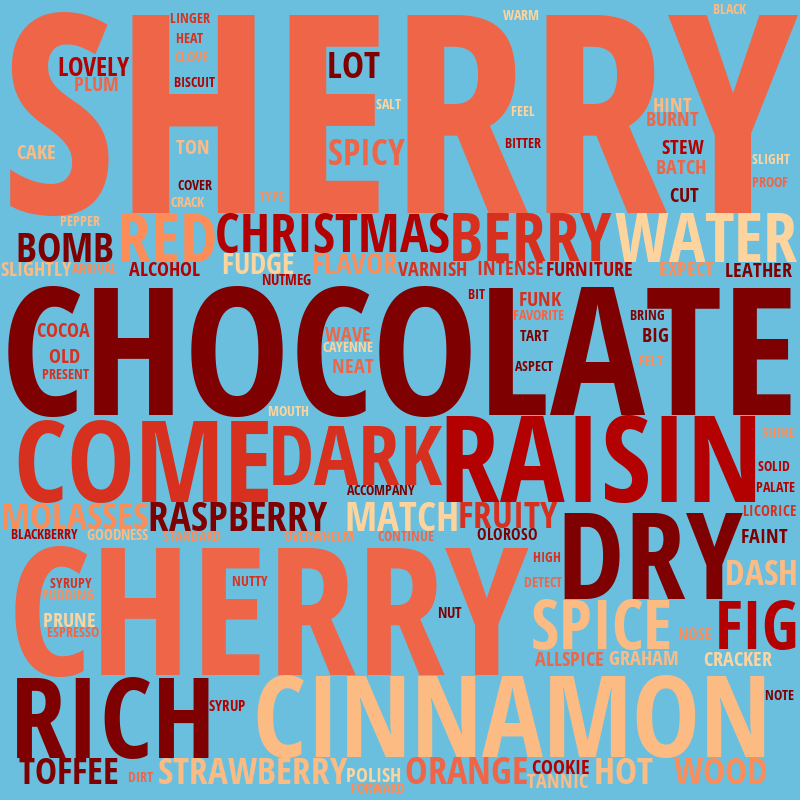 SHERRY
LINGER
WARM
BLACK
HEAT
CLOVE
LOVELY
LOT
PLUM
BISCUIT
SALT
FEEL
HINT
BURNT
BITTER
STEW
CAKE
TON
SPICY
SLIGHT
BATCH
COVER
PROOF
CRACK
TYPE
CUT
PEPPER
BOMB
RED
CHRISTMAS
BERRY
WATER
SLIGHTLY
ARRIVAL
ALCOHOL
FUDGE
FLAVOR
VARNISH
INTENSE
FURNITURE
EXPECT
LEATHER
NUTMEG
CHOCOLATE
BIT
FUNK
FAVORITE
BRING
COCOA
WAVE
TART
BIG
CAYENNE
OLD
NEAT
ASPECT
FELT
PRESENT
MOUTH
COME
DARK
RAISIN
SHINE
SOLID
ACCOMPANY
PALATE
MOLASSES
RASPBERRY
MATCH
FRUITY
LICORICE
BLACKBERRY
GOODNESS
STANDARD
OVERWHELM
CONTINUE
OLOROSO
DRY
FAINT
CHERRY
HIGH
SYRUPY
NUTTY
DETECT
DASH
PUDDING
PRUNE
NUT
SPICE
FIG
ESPRESSO
NOSE
ALLSPICE
GRAHAM
CRACKER
RICH
SYRUP
CINNAMON
NOTE
TOFFEE
DIRT
STRAWBERRY
POLISH
ORANGE
COOKIE
HOT
WOOD
TANNIC
FORWARD